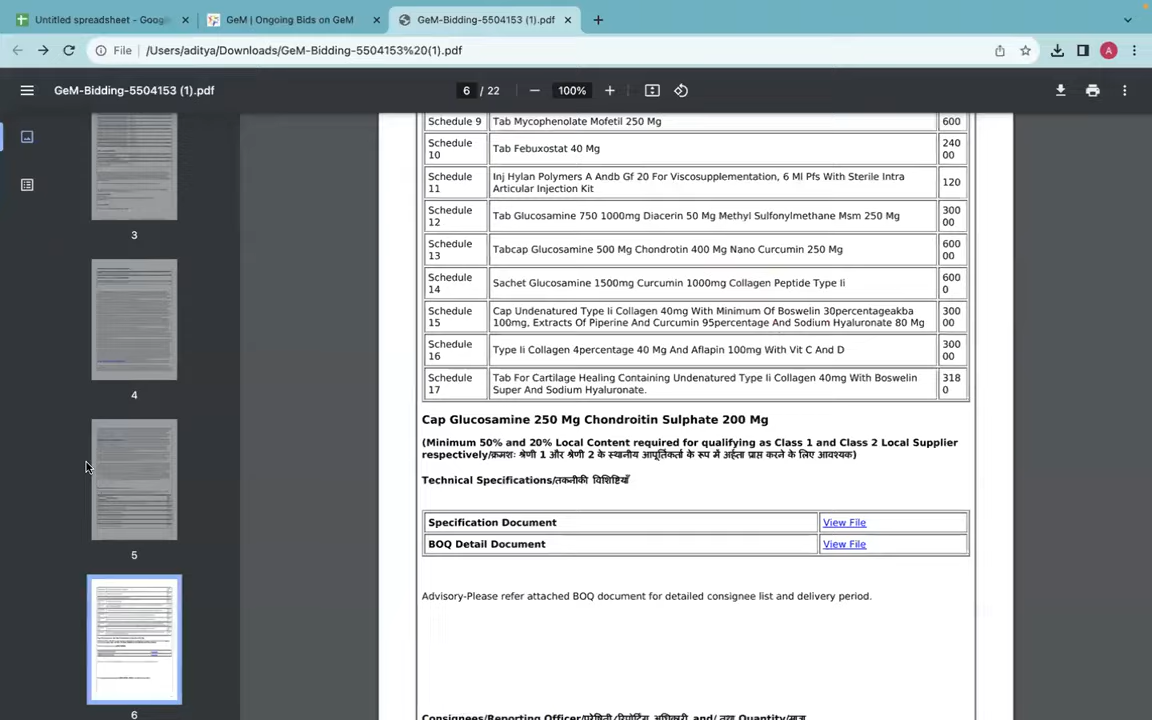 Untitled spreadsheet - Google
GeM | Ongoing Bids on GeM
GeM-Bidding-5504153 (1).pdf
File
/Users/aditya/Downloads/GeM-Bidding-5504153%20(1).pdf
A
GeM-Bidding-5504153 (1).pdf
6 / 22
100%
3
4
5
6
Schedule 9 Tab Mycophenolate Mofetil 250 Mg 600
Schedule 10 Tab Febuxostat 40 Mg 240 00
Schedule 11 Inj Hylan Polymers A Andb Gf 20 For Viscosupplementation, 6 Ml Pfs With Sterile Intra
Articular Injection Kit 120
Schedule 12 Tab Glucosamine 750 1000mg Diacerin 50 Mg Methyl Sulfonylmethane Msm 250 Mg 300 00
Schedule 13 Tabcap Glucosamine 500 Mg Chondrotin 400 Mg Nano Curcumin 250 Mg 600 00
Schedule 14 Sachet Glucosamine 1500mg Curcumin 1000mg Collagen Peptide Type Ii 600 0
Schedule 15 Cap Undenatured Type Ii Collagen 40mg With Minimum Of Boswelin 30percentageakba
100mg, Extracts Of Piperine And Curcumin 95percentage And Sodium Hyaluronate 80 Mg 300 00
Schedule 16 Type Ii Collagen 4percentage 40 Mg And Aflapin 100mg With Vit C And D 300 00
Schedule 17 Tab For Cartilage Healing Containing Undenatured Type Ii Collagen 40mg With Boswelin
Super And Sodium Hyaluronate. 318 0
Cap Glucosamine 250 Mg Chondroitin Sulphate 200 Mg
(Minimum 50% and 20% Local Content required for qualifying as Class 1 and Class 2 Local Supplier
respectively/क्रमशः श्रेणी 1 और श्रेणी 2 के स्थानीय आपूर्तिकर्ता के रूप में अर्हता प्राप्त करने के लिए आवश्यक)
Technical Specifications/तकनीकी विशिष्टियाँ
Specification Document View File
BOQ Detail Document View File
Advisory-Please refer attached BOQ document for detailed consignee list and delivery period.
Consignees/Reporting Officer/परेषिती/रिपोर्टिंग अधिकारी and/ तथा Quantity/मात्रा